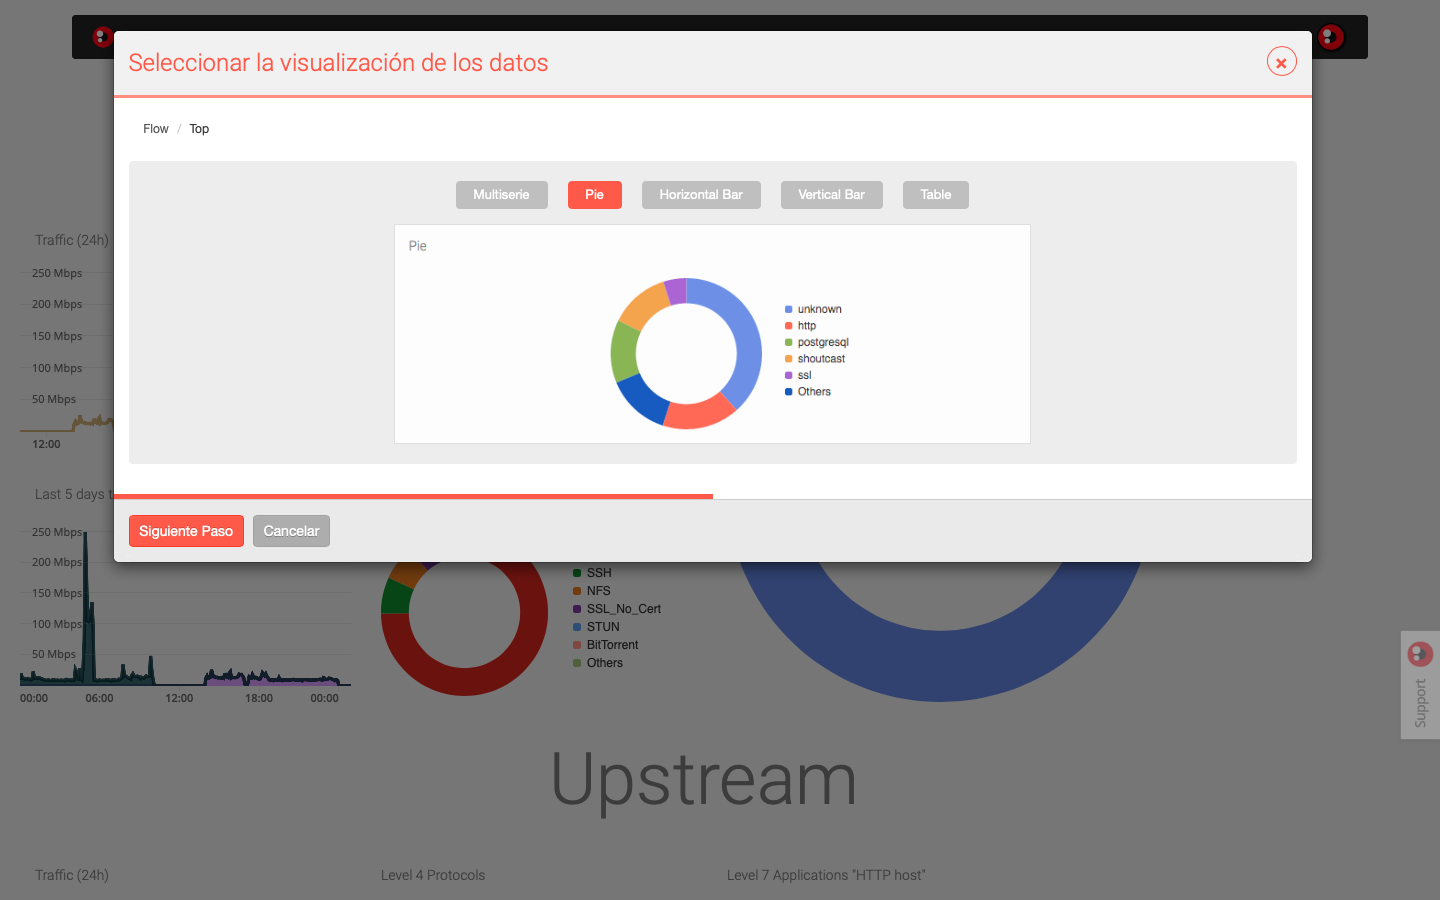 Seleccionar la visualización de los datos
Flow / Top
Multiserie Pie Horizontal Bar Vertical Bar Table
Pie
unknown
http
postgresql
shoutcast
ssl
Others
Siguiente Paso Cancelar
Traffic (24h)
250 Mbps
200 Mbps
150 Mbps
100 Mbps
50 Mbps
12:00
Last 5 days t
250 Mbps
200 Mbps
150 Mbps
100 Mbps
50 Mbps
00:00 06:00 12:00 18:00 00:00
SSH
NFS
SSL_No_Cert
STUN
BitTorrent
Others
Support
Upstream
Traffic (24h)
Level 4 Protocols
Level 7 Applications "HTTP host"